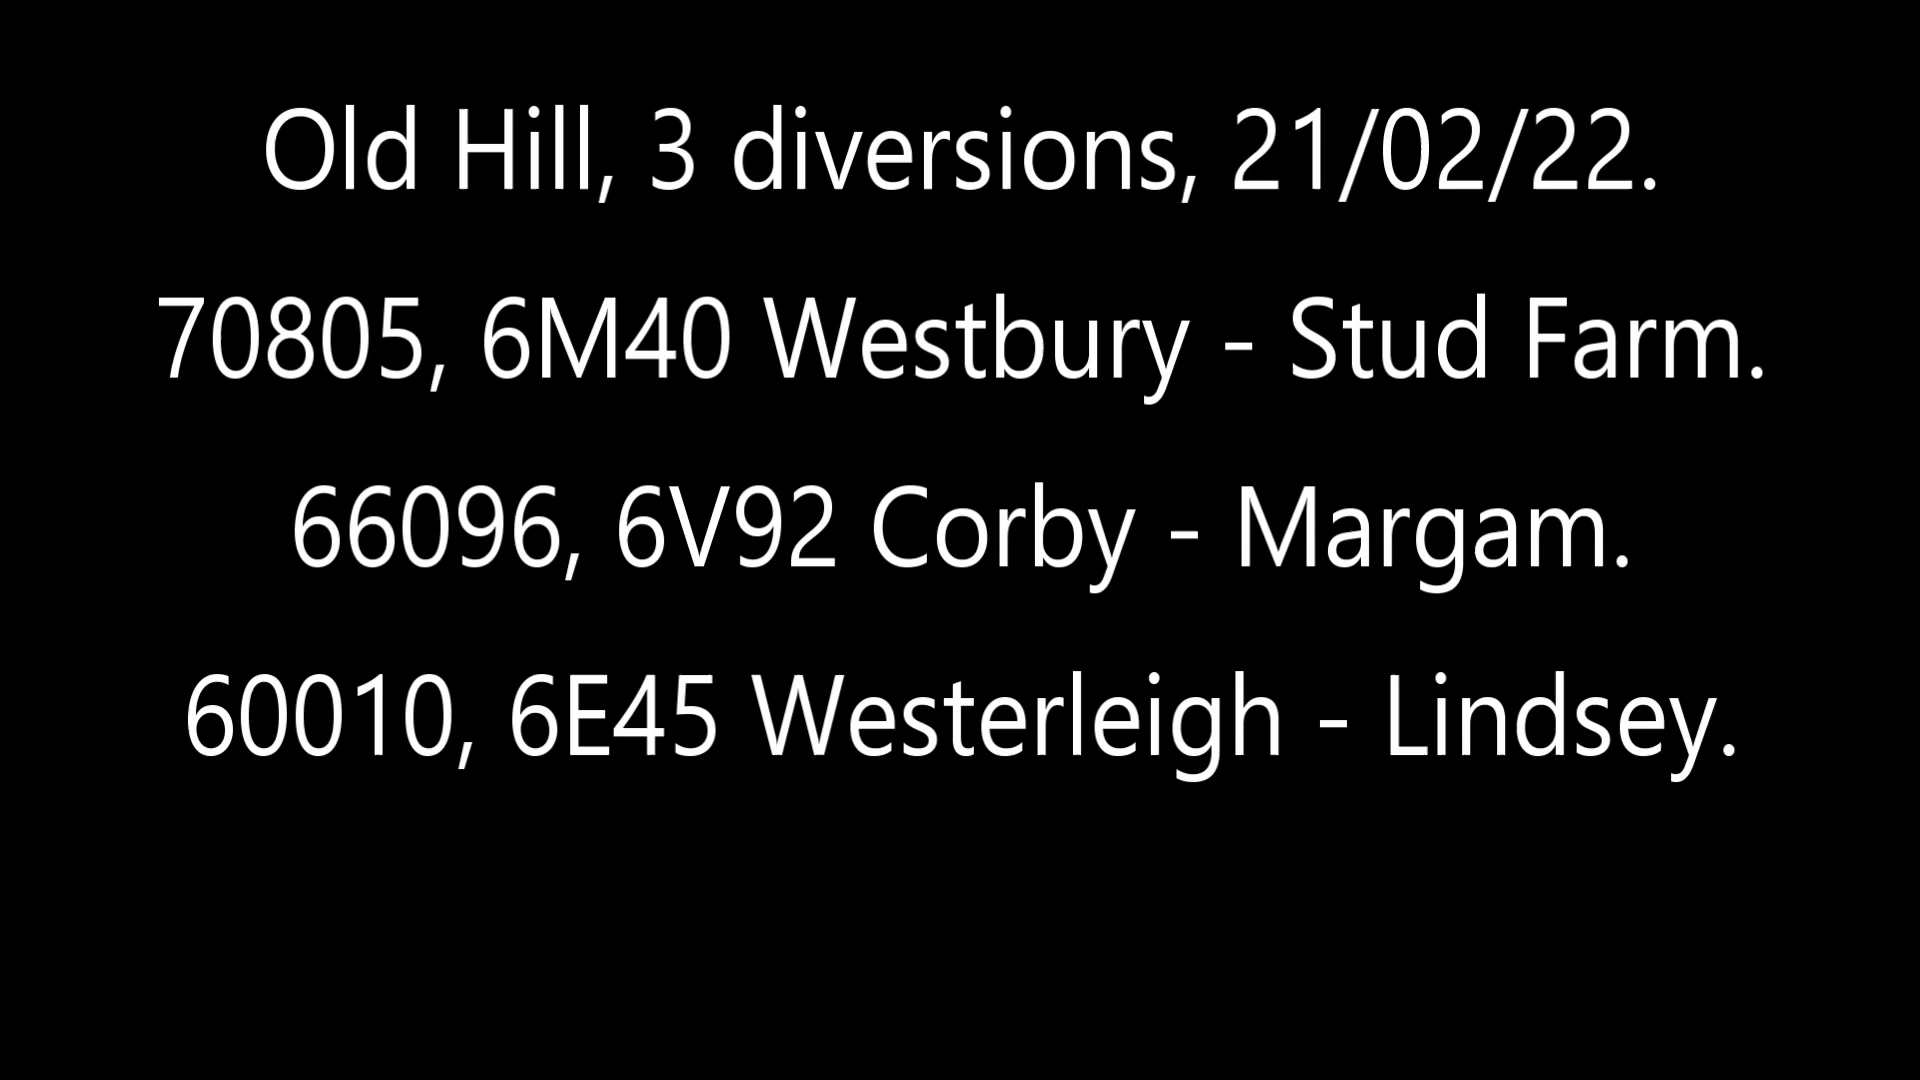 Old Hill, 3 diversions, 21/02/22.
70805, 6M40 Westbury - Stud Farm.
66096, 6V92 Corby - Margam.
60010, 6E45 Westerleigh - Lindsey.